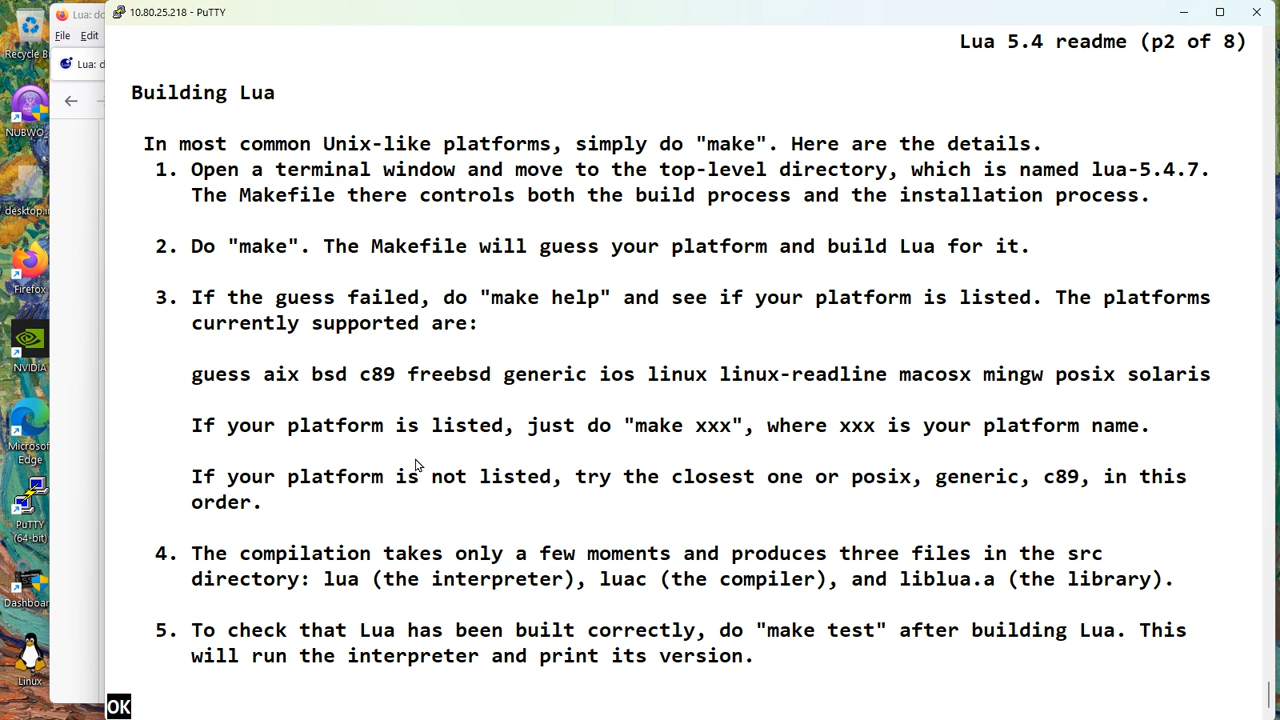 10.80.25.218 - PuTTY
Lua: do
File Edit
Lua: d
Recycle B
NUBWO
desktop.i
Firefox
NVIDIA
Microsof
Edge
PuTTY
(64-bit)
Dashboar
Linux
Lua 5.4 readme (p2 of 8)
Building Lua
In most common Unix-like platforms, simply do "make". Here are the details.
1. Open a terminal window and move to the top-level directory, which is named lua-5.4.7.
The Makefile there controls both the build process and the installation process.
2. Do "make". The Makefile will guess your platform and build Lua for it.
3. If the guess failed, do "make help" and see if your platform is listed. The platforms
currently supported are:
guess aix bsd c89 freebsd generic ios linux linux-readline macosx mingw posix solaris
If your platform is listed, just do "make xxx", where xxx is your platform name.
If your platform is not listed, try the closest one or posix, generic, c89, in this
order.
4. The compilation takes only a few moments and produces three files in the src
directory: lua (the interpreter), luac (the compiler), and liblua.a (the library).
5. To check that Lua has been built correctly, do "make test" after building Lua. This
will run the interpreter and print its version.
OK